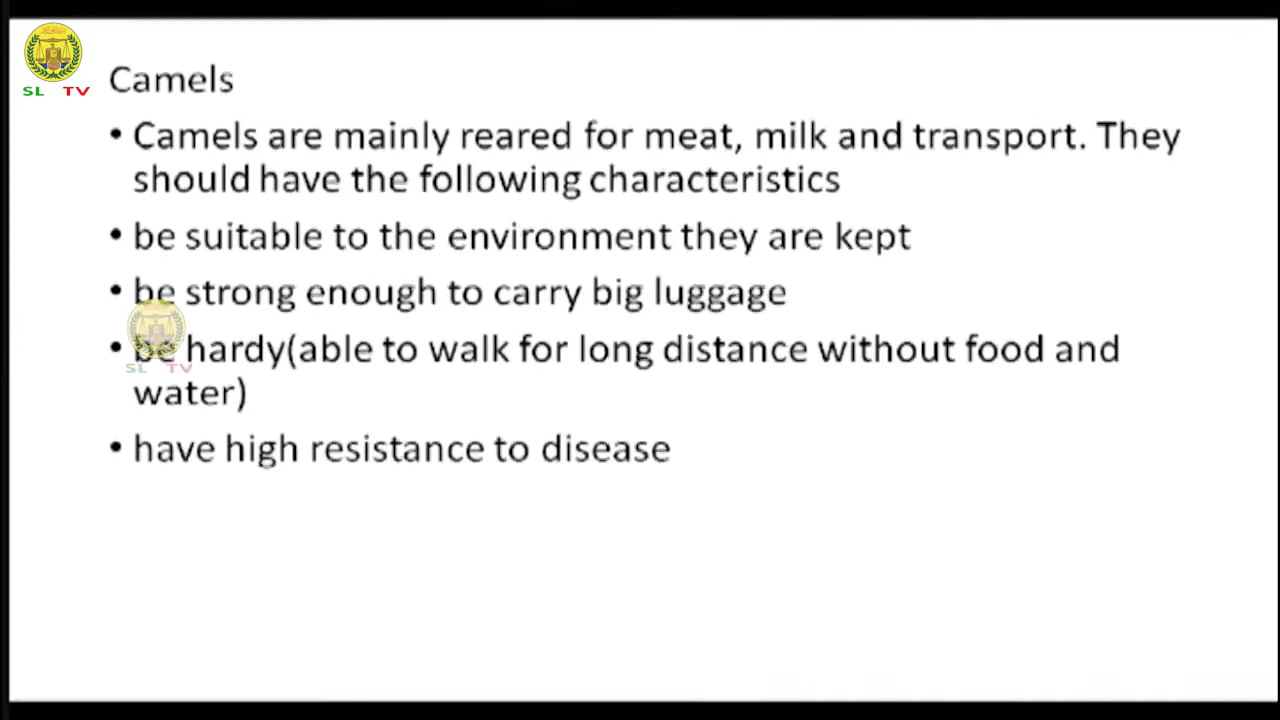 SL TV
Camels
• Camels are mainly reared for meat, milk and transport. They
should have the following characteristics
• be suitable to the environment they are kept
• be strong enough to carry big luggage
• be hardy(able to walk for long distance without food and
water)
SL TV
• have high resistance to disease